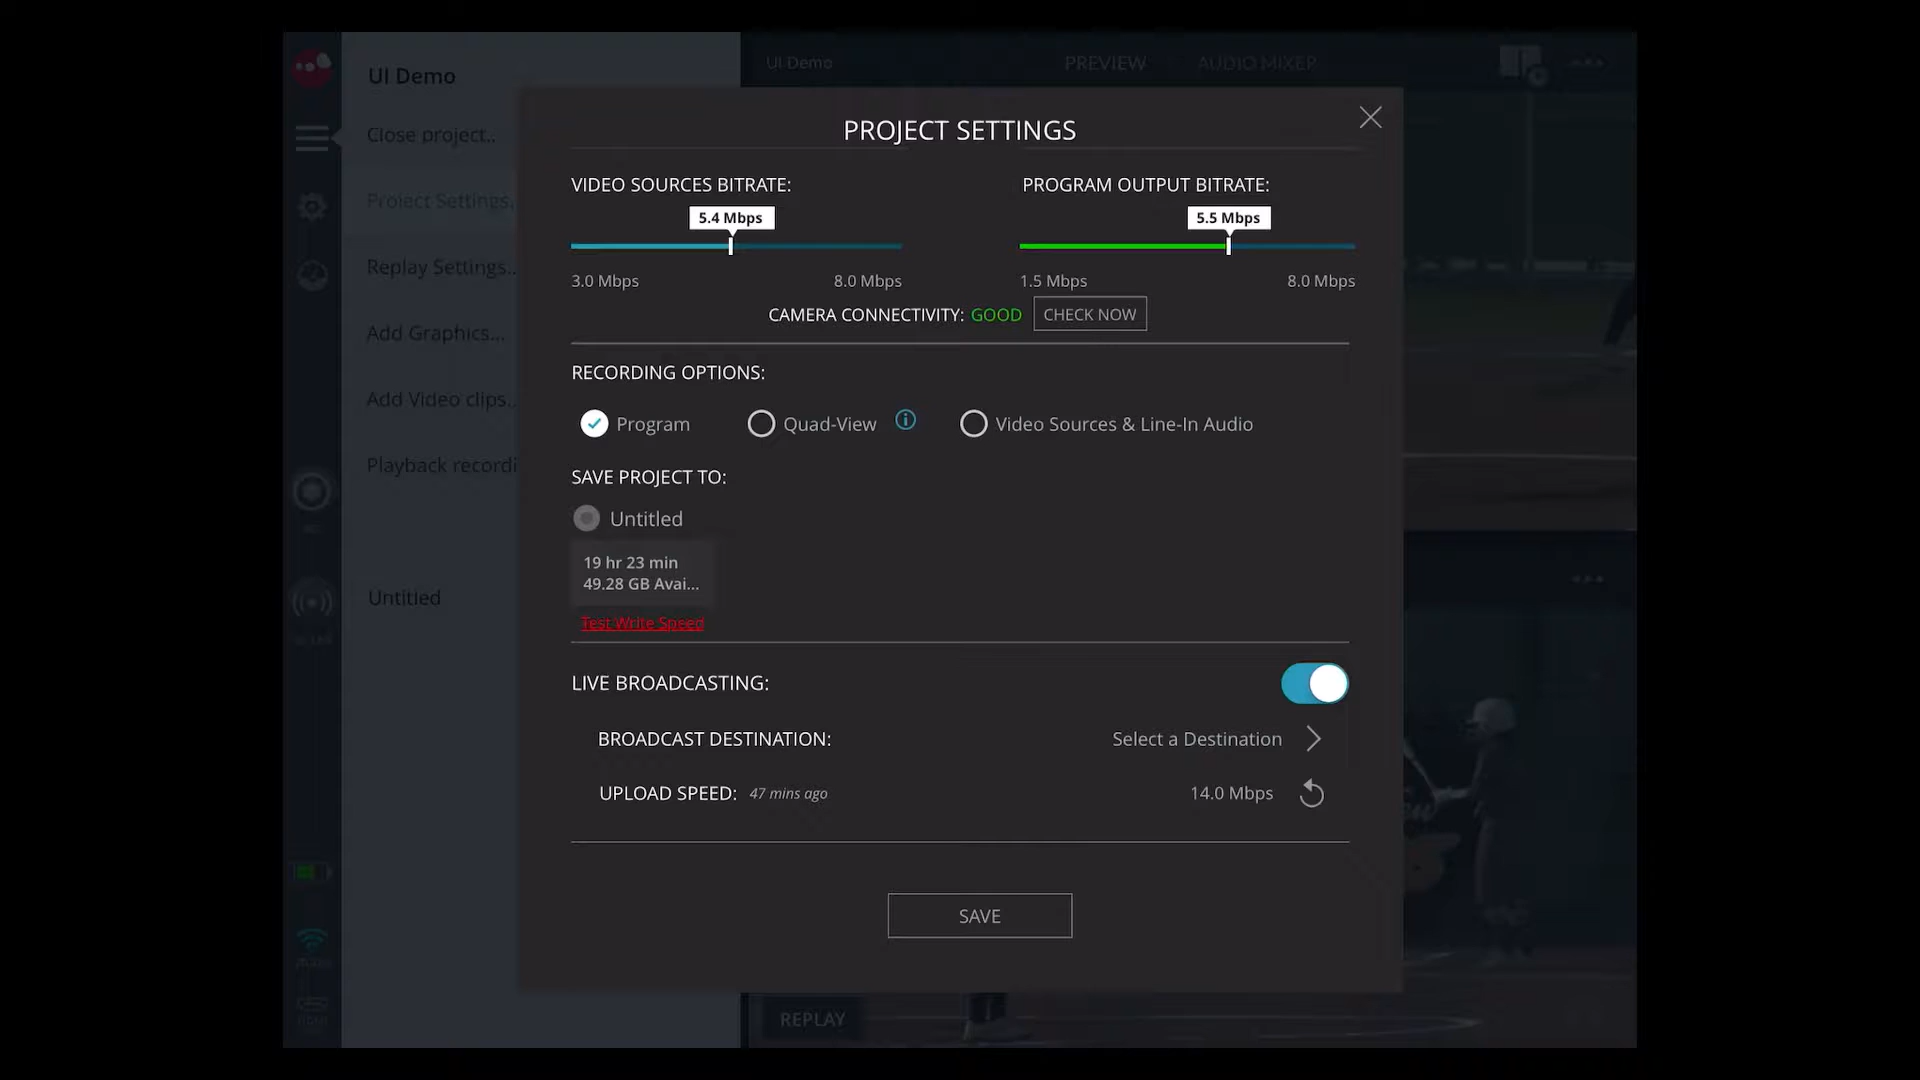 UI Demo
Close project..
Project Settings.
Replay Settings..
Add Graphics...
Add Video clips..
Playback recordi
Untitled
UI Demo
PREVIEW
AUDIO MIXER
PROJECT SETTINGS
VIDEO SOURCES BITRATE:
5.4 Mbps
3.0 Mbps
8.0 Mbps
PROGRAM OUTPUT BITRATE:
5.5 Mbps
1.5 Mbps
8.0 Mbps
CAMERA CONNECTIVITY: GOOD
CHECK NOW
RECORDING OPTIONS:
Program
Quad-View
Video Sources & Line-In Audio
SAVE PROJECT TO:
Untitled
19 hr 23 min
49.28 GB Avai...
Test Write Speed
LIVE BROADCASTING:
BROADCAST DESTINATION:
Select a Destination
UPLOAD SPEED: 47 mins ago
14.0 Mbps
SAVE
REPLAY